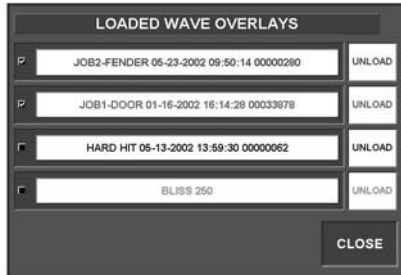 LOADED WAVE OVERLAYS
JOB2-FENDER 05-23-2002 09:50:14 00000280 UNLOAD
JOB1-DOOR 01-16-2002 16:14:28 00033878 UNLOAD
HARD HIT 05-13-2002 13:59:30 00000062 UNLOAD
BLISS 250 UNLOAD
CLOSE